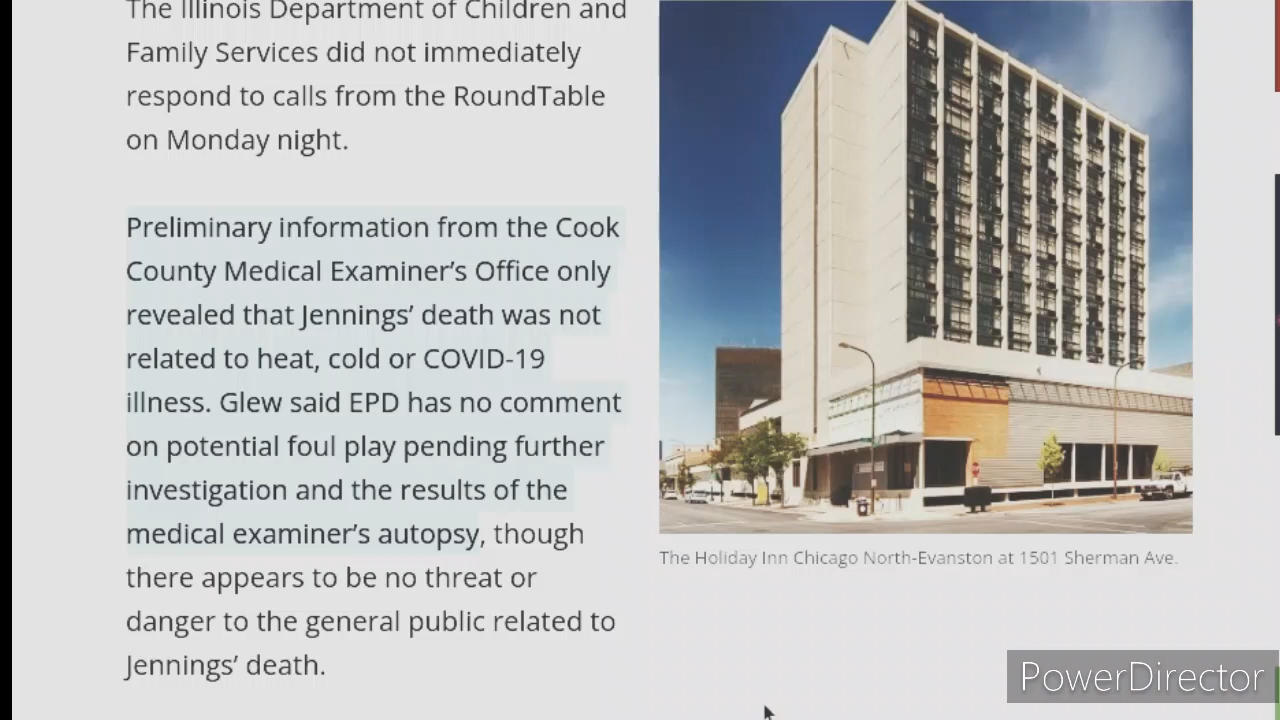 The Illinois Department of Children and
Family Services did not immediately
respond to calls from the RoundTable
on Monday night.
Preliminary information from the Cook
County Medical Examiner’s Office only
revealed that Jennings’ death was not
related to heat, cold or COVID-19
illness. Glew said EPD has no comment
on potential foul play pending further
investigation and the results of the
medical examiner’s autopsy, though
there appears to be no threat or
danger to the general public related to
Jennings’ death.
The Holiday Inn Chicago North-Evanston at 1501 Sherman Ave.
PowerDirector